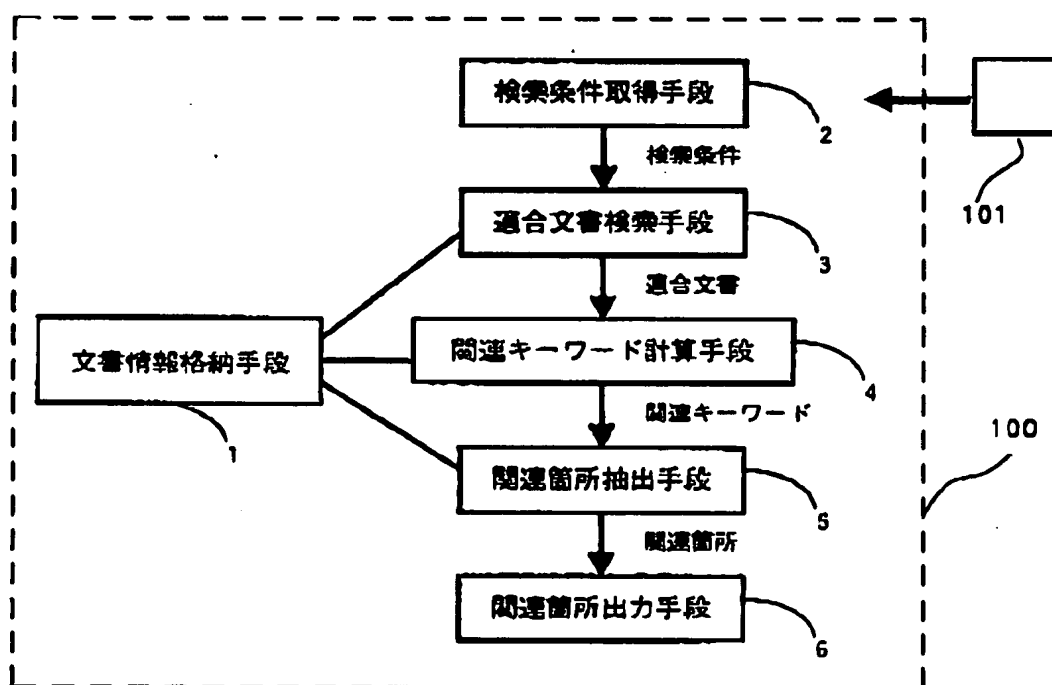 検索条件取得手段
2
検索条件
101
適合文書検索手段
3
適合文書
文書情報格納手段
1
関連キーワード計算手段
4
関連キーワード
100
関連箇所抽出手段
5
関連箇所
関連箇所出力手段
6